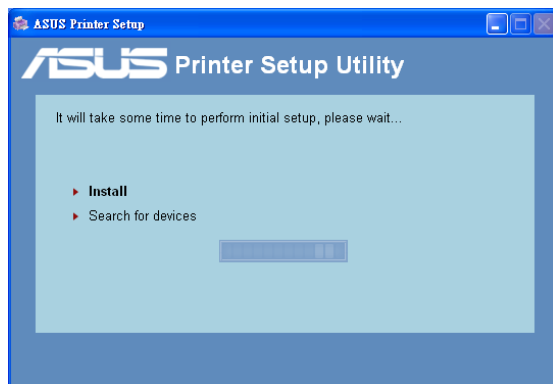 ASUS Printer Setup
ASUS Printer Setup Utility
It will take some time to perform initial setup, please wait...
Install
Search for devices